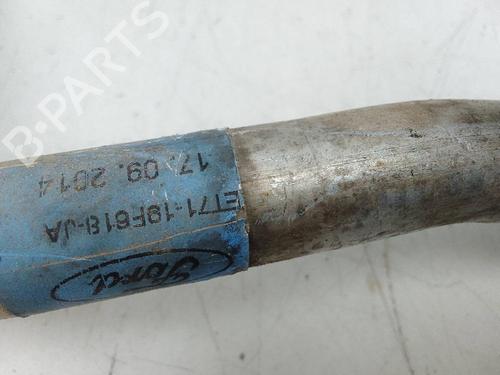 B-PARTS
17. 09. 2014
ET71-19F618-JA
Ford